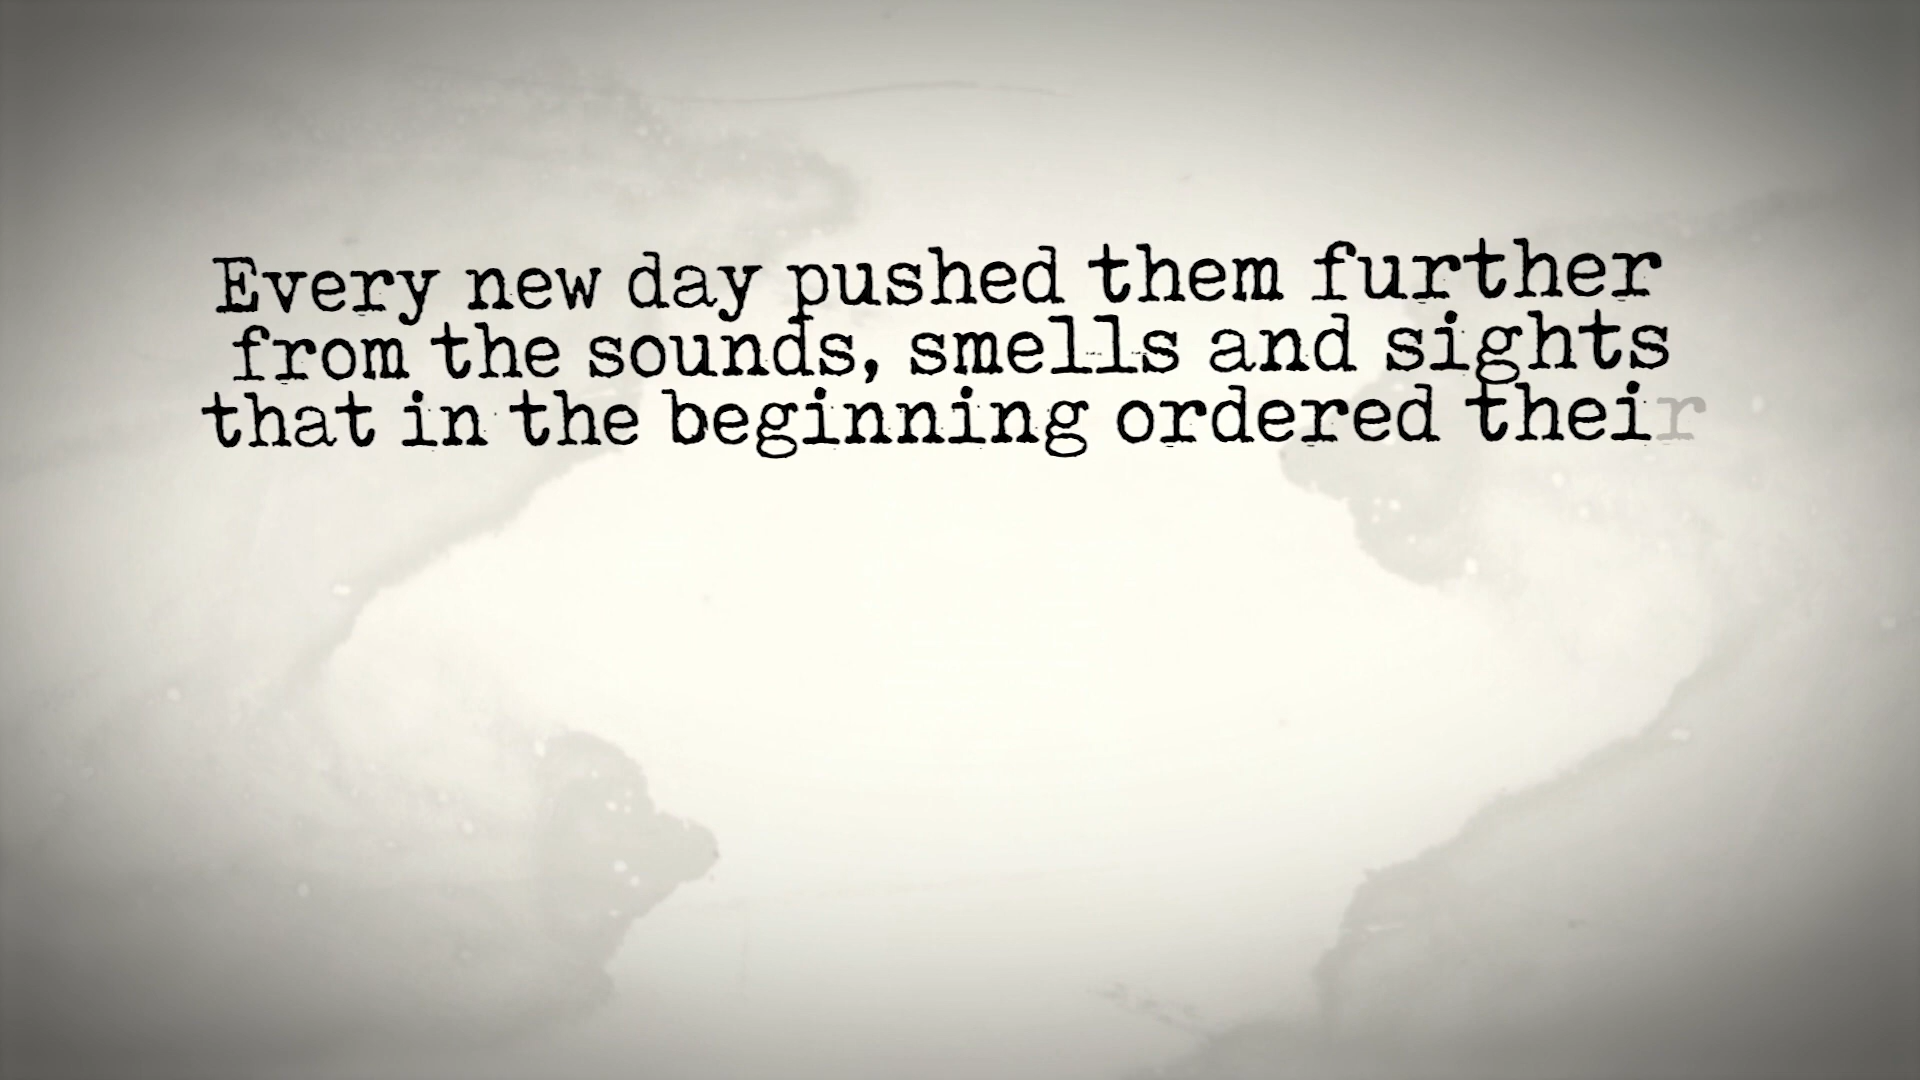 Every new day pushed them further
from the sounds, smells and sights
that in the beginning ordered their